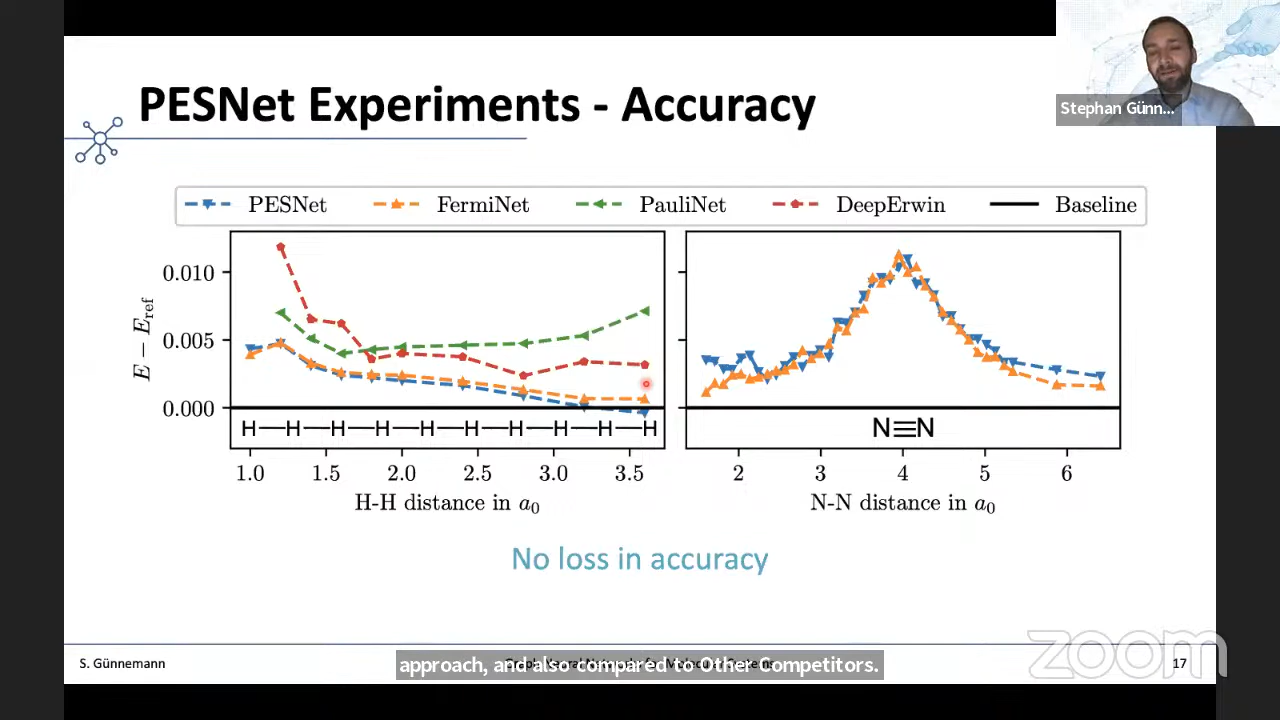 PESNet Experiments - Accuracy
Stephan Günn...
PESNet FermiNet PauliNet DeepErwin Baseline
0.010
0.005
0.000
E − E_ref
H—H—H—H—H—H—H—H—H—H
N≡N
1.0 1.5 2.0 2.5 3.0 3.5
2 3 4 5 6
H-H distance in a₀
N-N distance in a₀
No loss in accuracy
zoom
S. Günnemann
approach, and also compared to Other Competitors.
17